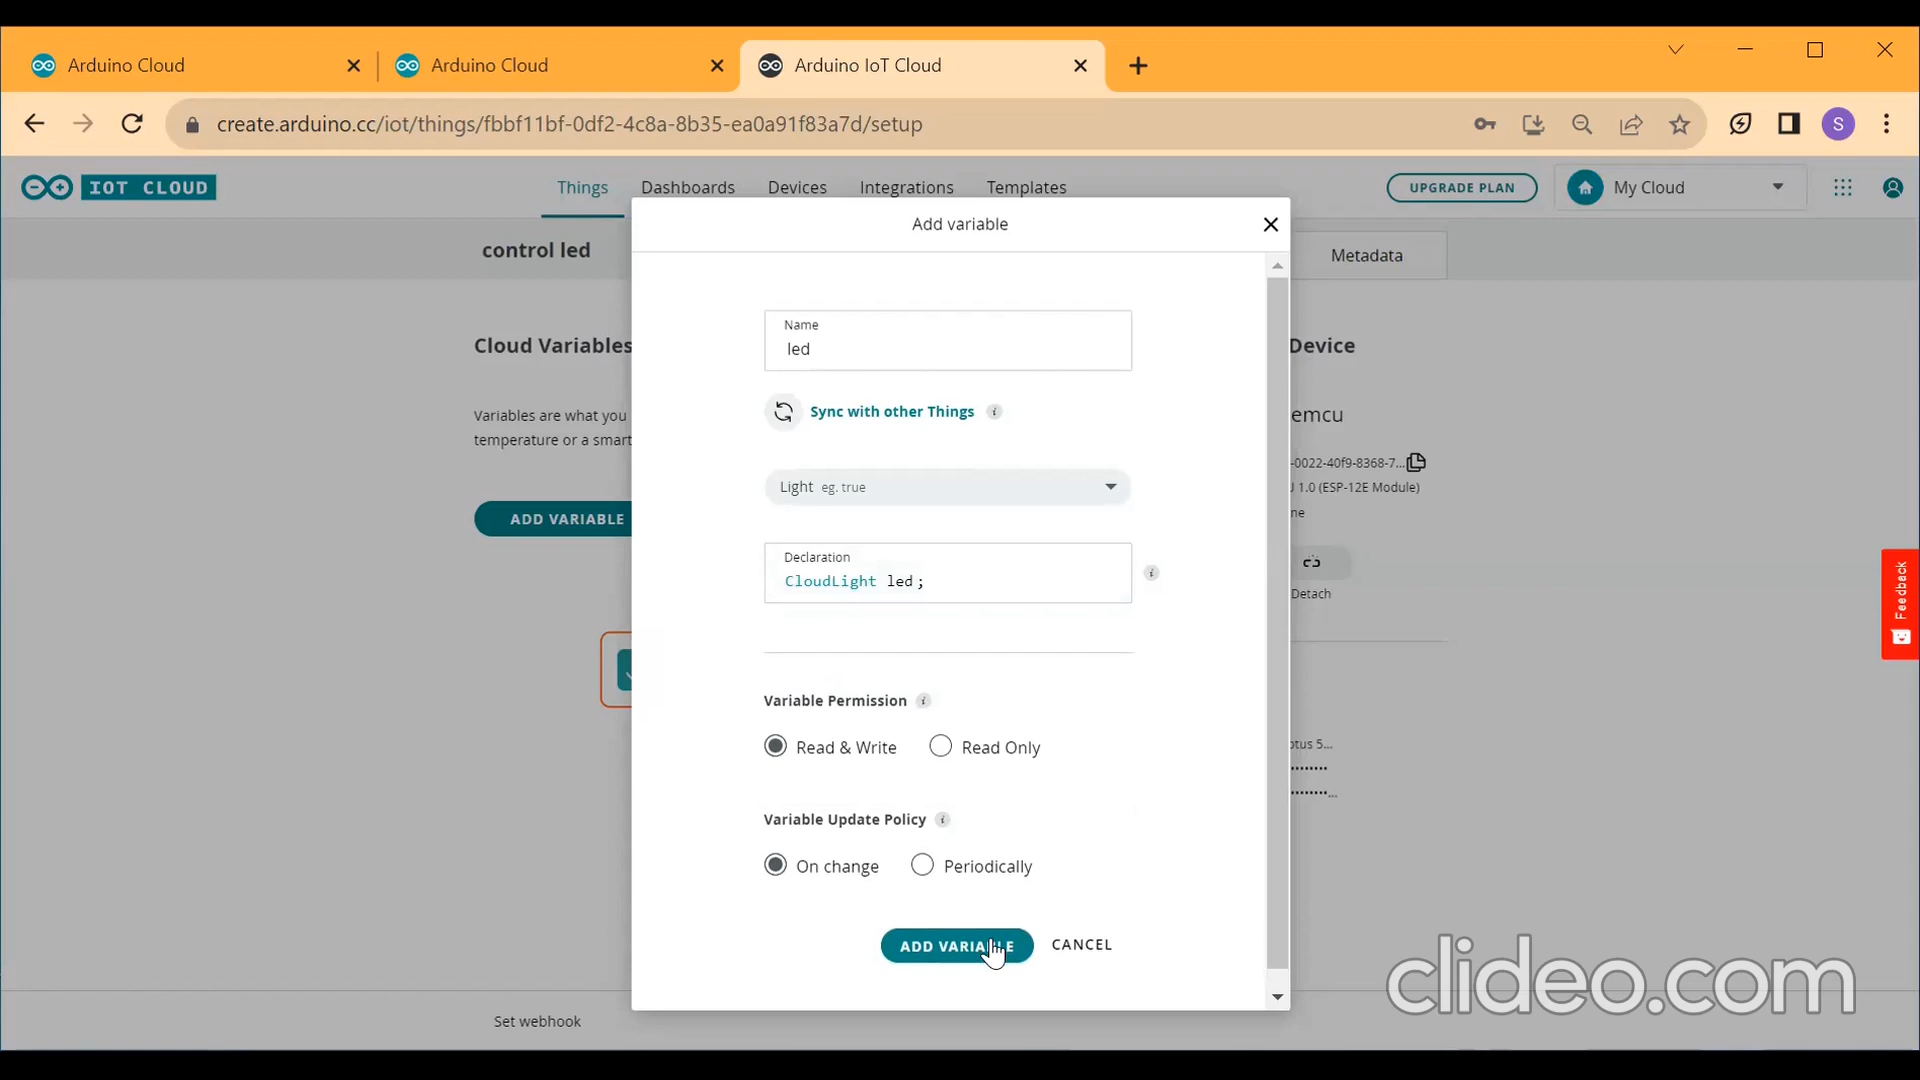 Arduino Cloud
Arduino Cloud
Arduino IoT Cloud
create.arduino.cc/iot/things/fbbf11bf-0df2-4c8a-8b35-ea0a91f83a7d/setup
S
IOT CLOUD
Things
Dashboards
Devices
Integrations
Templates
UPGRADE PLAN
My Cloud
control led
Add variable
Metadata
Name
led
Cloud Variables
Device
Variables are what you
temperature or a smart
Sync with other Things
emcu
-0022-40f9-8368-7...
J 1.0 (ESP-12E Module)
ne
Light eg. true
ADD VARIABLE
Declaration
CloudLight led;
Detach
Feedback
Variable Permission
Read & Write
Read Only
otus 5...
Variable Update Policy
On change
Periodically
ADD VARIABLE
CANCEL
Set webhook
clideo.com